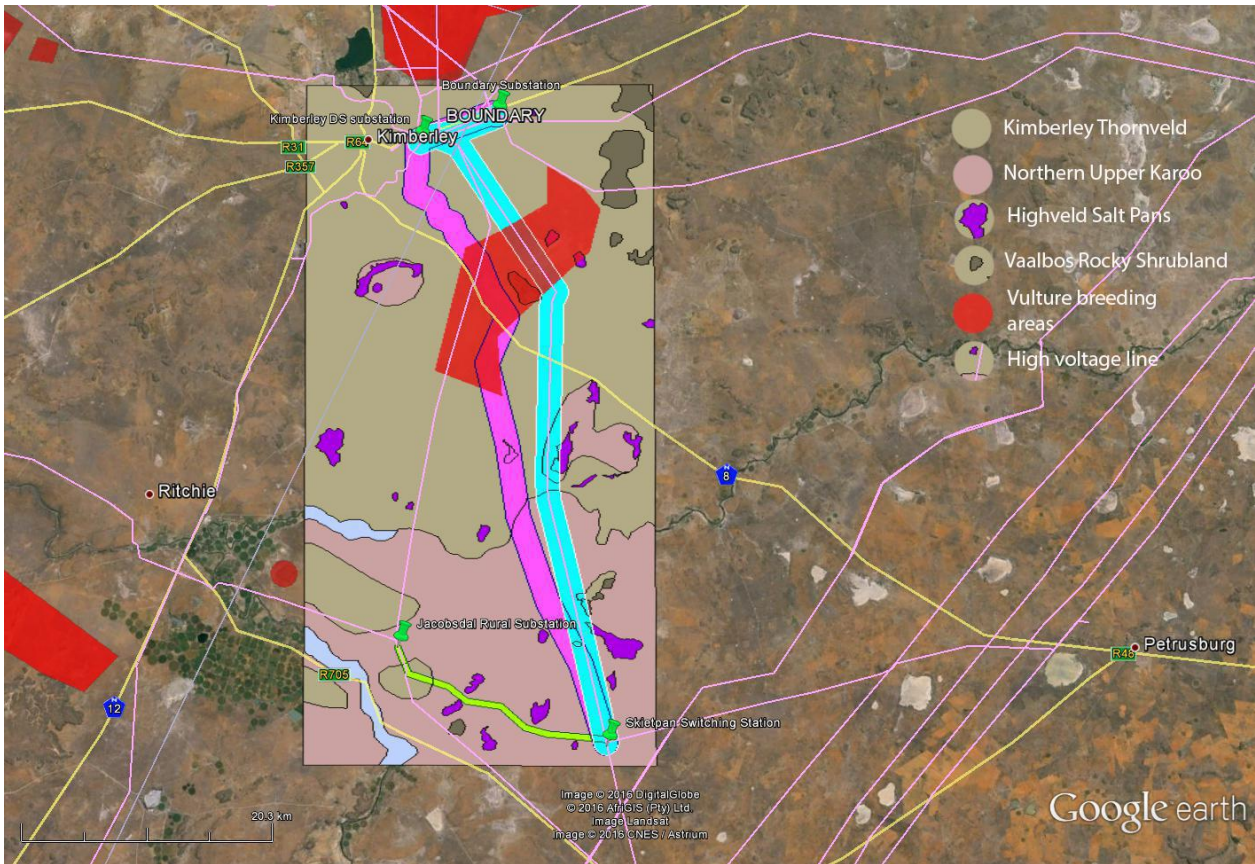 Boundary Substation
BOUNDARY
Kimberley DS substation
Kimberley
R64
R31
R357
Kimberley Thornveld
Northern Upper Karoo
Highveld Salt Pans
Vaalbos Rocky Shrubland
Vulture breeding
areas
High voltage line
N
8
Ritchie
Jacobsdal Rural Substation
R705
N
12
Skietpan Switching Station
R48
Petrusburg
20.3 km
Image © 2016 DigitalGlobe
© 2016 AfriGIS (Pty) Ltd.
Image Landsat
Image © 2016 CNES / Astrium
Google earth